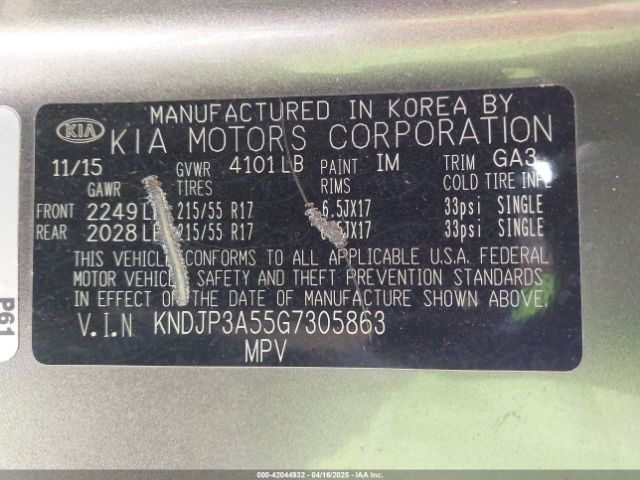 MANUFACTURED IN KOREA BY
KIA KIA MOTORS CORPORATION
11/15 GVWR 4101 LB PAINT IM TRIM GA3
GAWR TIRES RIMS COLD TIRE INFL
FRONT 2249 215/55 R17 6.5JX17 33psi SINGLE
REAR 2028 215/55 R17 33psi SINGLE
THIS VEHICLE CONFORMS TO ALL APPLICABLE U.S.A. FEDERAL
MOTOR VEHICLE SAFETY AND THEFT PREVENTION STANDARDS
IN EFFECT ON THE DATE OF MANUFACTURE SHOWN ABOVE.
V.I.N KNDJP3A55G7305863
MPV
P61
000-42044932 - 04/16/2025 - IAAI.COM